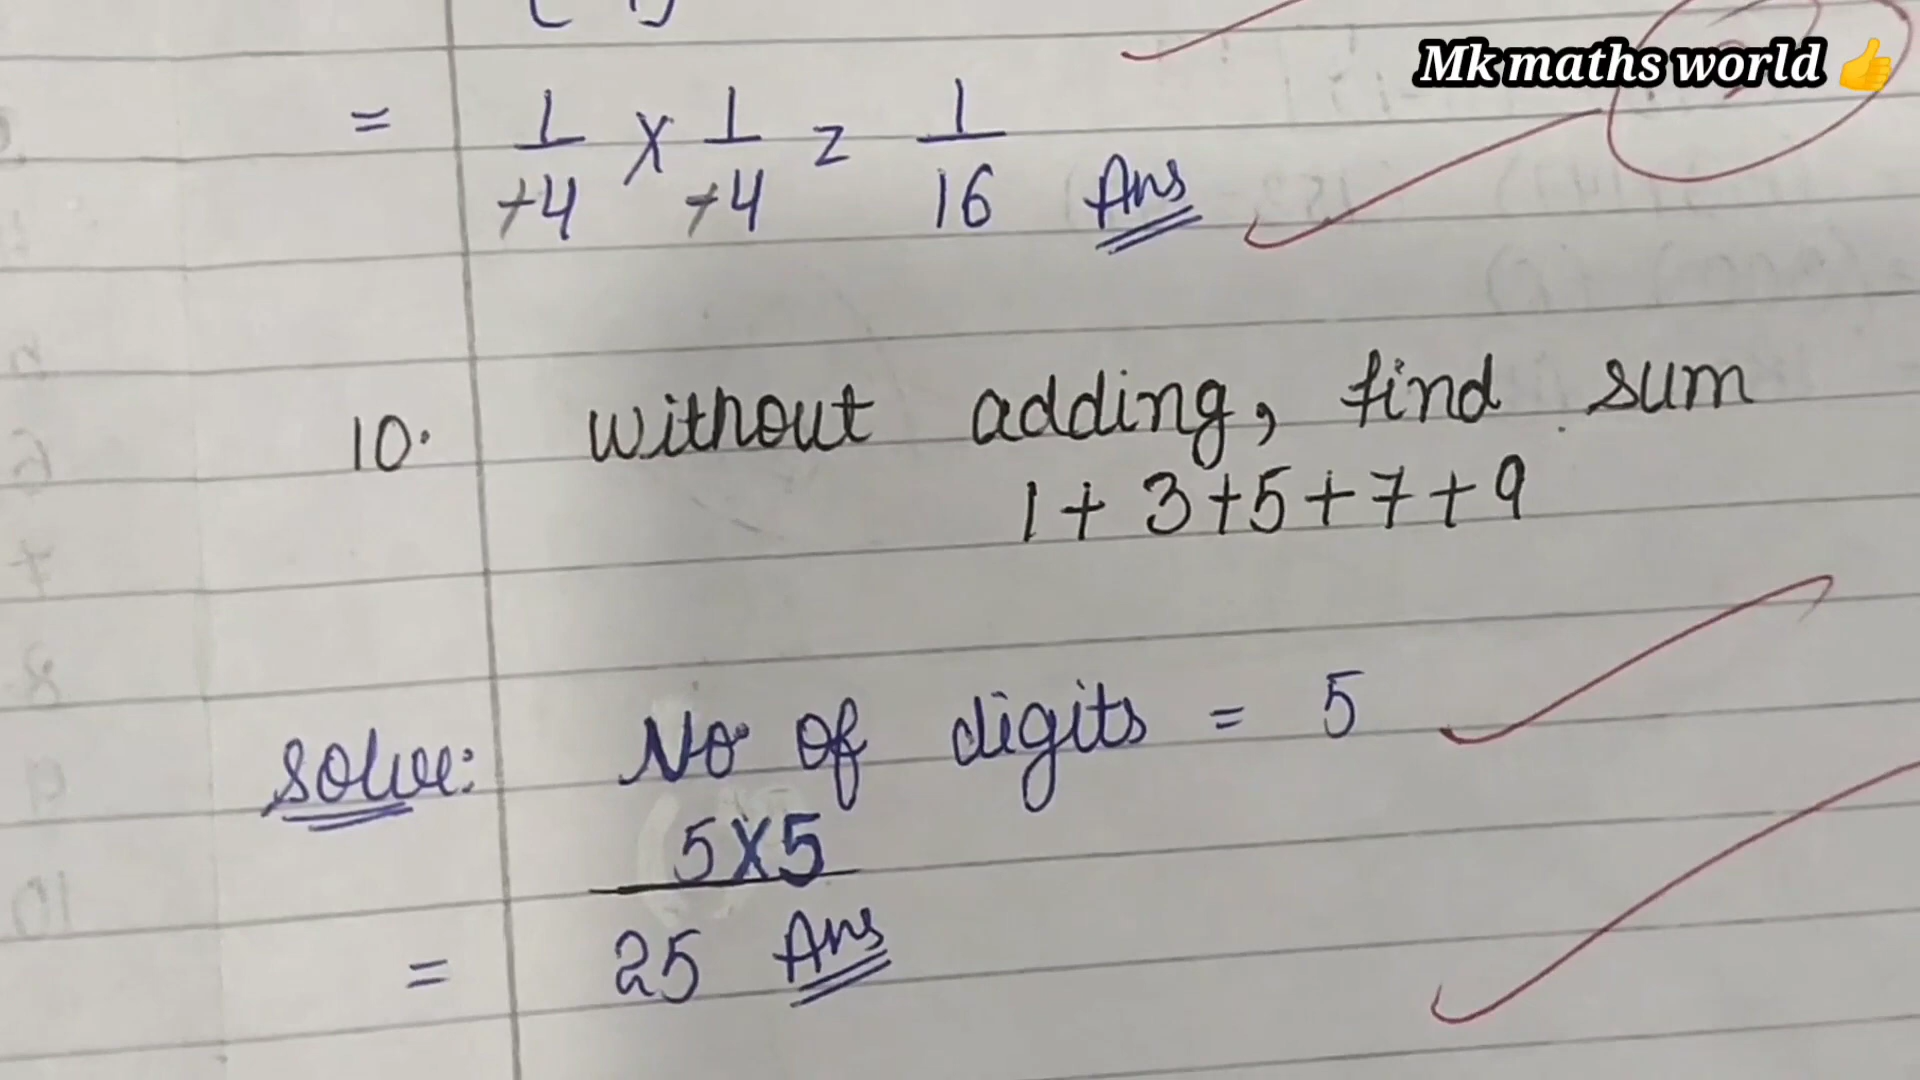 Mk maths world 👍
= 1/+4 X 1/+4 = 1/16 Ans
10. without adding, find sum
1 + 3 + 5 + 7 + 9
solve: No of digits = 5
5X5
= 25 Ans